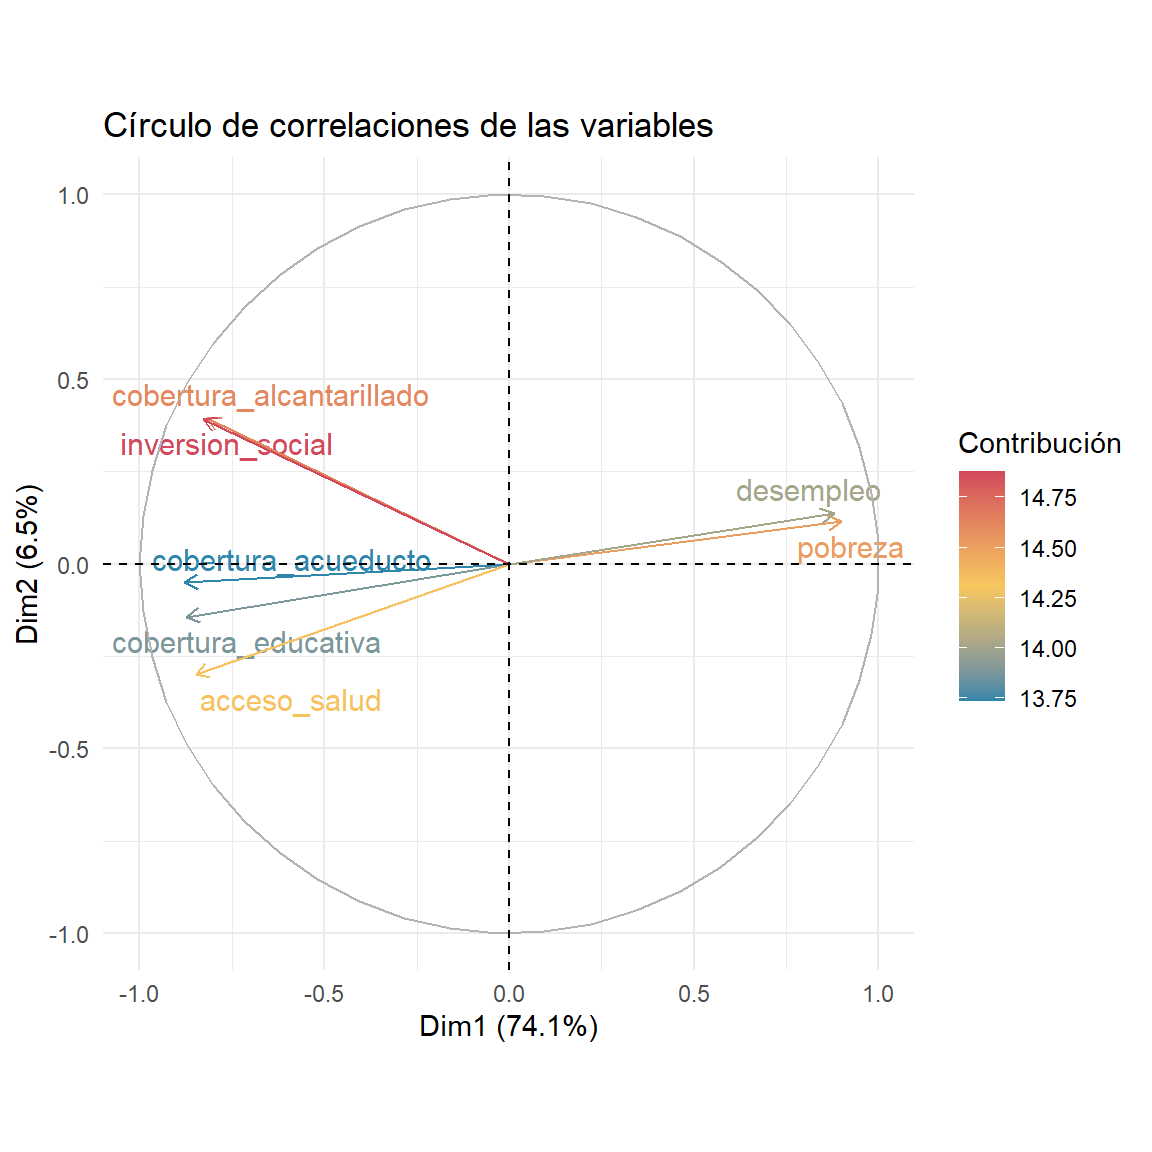 Círculo de correlaciones de las variables
1.0
0.5
0.0
-0.5
-1.0
Dim2 (6.5%)
cobertura_alcantarillado
inversion_social
desempleo
pobreza
cobertura_acueducto
cobertura_educativa
acceso_salud
-1.0
-0.5
0.0
0.5
1.0
Dim1 (74.1%)
Contribución
14.75
14.50
14.25
14.00
13.75